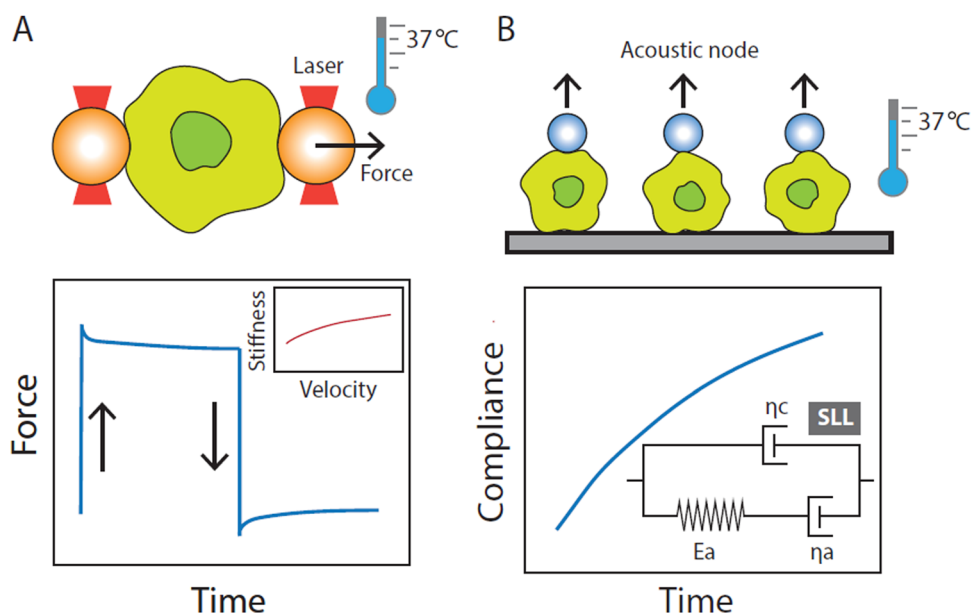 A
37°C
Laser
Force
B
Acoustic node
37°C
Force
Stiffness
Velocity
Time
Compliance
ηc
SLL
Ea
ηa
Time